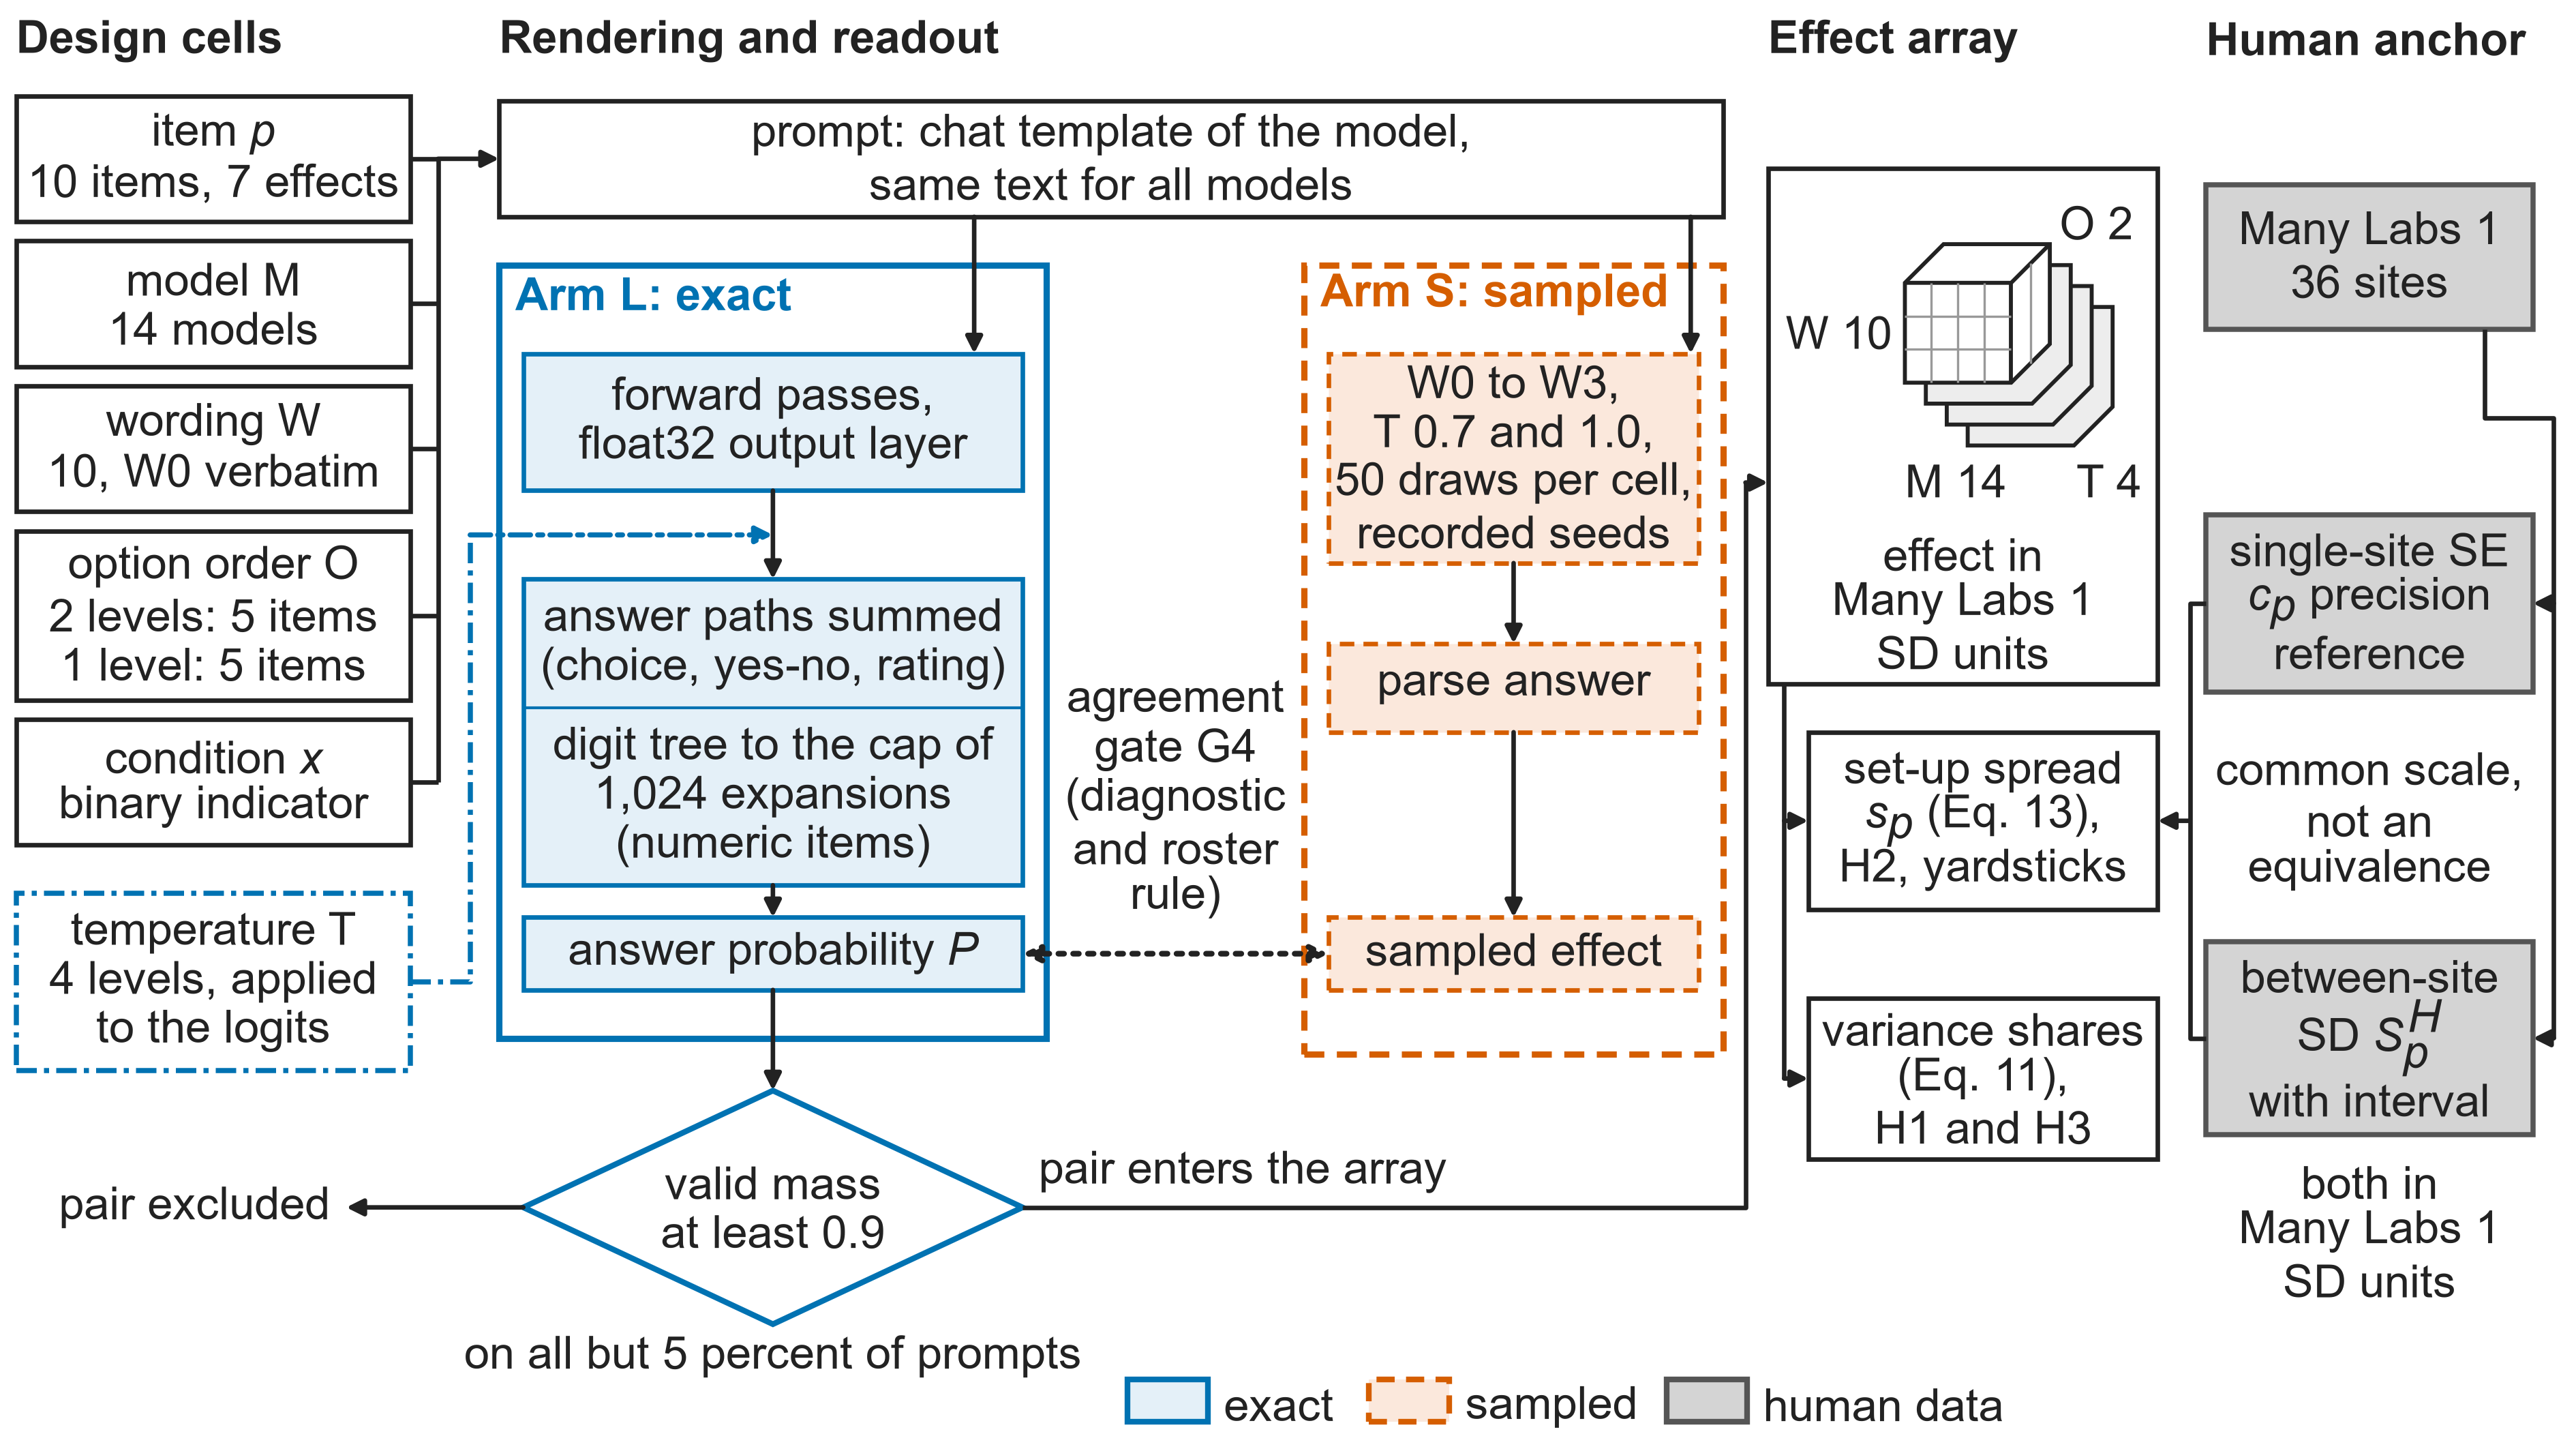 Design cells
item p
10 items, 7 effects
model M
14 models
wording W
10, W0 verbatim
option order O
2 levels: 5 items
1 level: 5 items
condition x
binary indicator
temperature T
4 levels, applied
to the logits
Rendering and readout
prompt: chat template of the model,
same text for all models
Arm L: exact
forward passes,
float32 output layer
answer paths summed
(choice, yes-no, rating)
digit tree to the cap of
1,024 expansions
(numeric items)
answer probability P
agreement
gate G4
(diagnostic
and roster
rule)
Arm S: sampled
W0 to W3,
T 0.7 and 1.0,
50 draws per cell,
recorded seeds
parse answer
sampled effect
valid mass
at least 0.9
pair excluded
pair enters the array
on all but 5 percent of prompts
Effect array
O 2
W 10
M 14 T 4
effect in
Many Labs 1
SD units
set-up spread
s_p (Eq. 13),
H2, yardsticks
variance shares
(Eq. 11),
H1 and H3
Human anchor
Many Labs 1
36 sites
single-site SE
c_p precision
reference
common scale,
not an
equivalence
between-site
SD S_p^H
with interval
both in
Many Labs 1
SD units
exact
sampled
human data